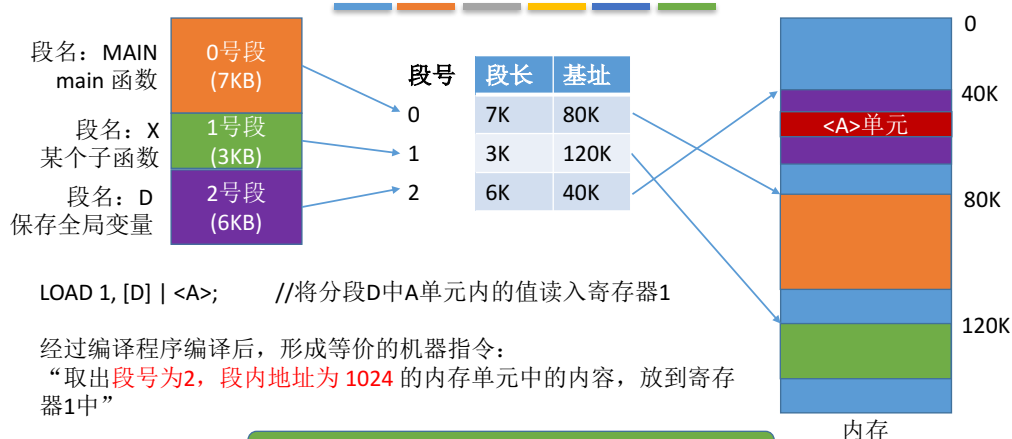 段名：MAIN
main 函数
0号段
(7KB)
段名：X
某个子函数
1号段
(3KB)
段名：D
保存全局变量
2号段
(6KB)
段号 段长 基址
0 7K 80K
1 3K 120K
2 6K 40K
0
40K
<A>单元
80K
120K
内存
LOAD 1, [D] | <A>; //将分段D中A单元内的值读入寄存器1
经过编译程序编译后，形成等价的机器指令：
“取出段号为2，段内地址为 1024 的内存单元中的内容，放到寄存
器1中”